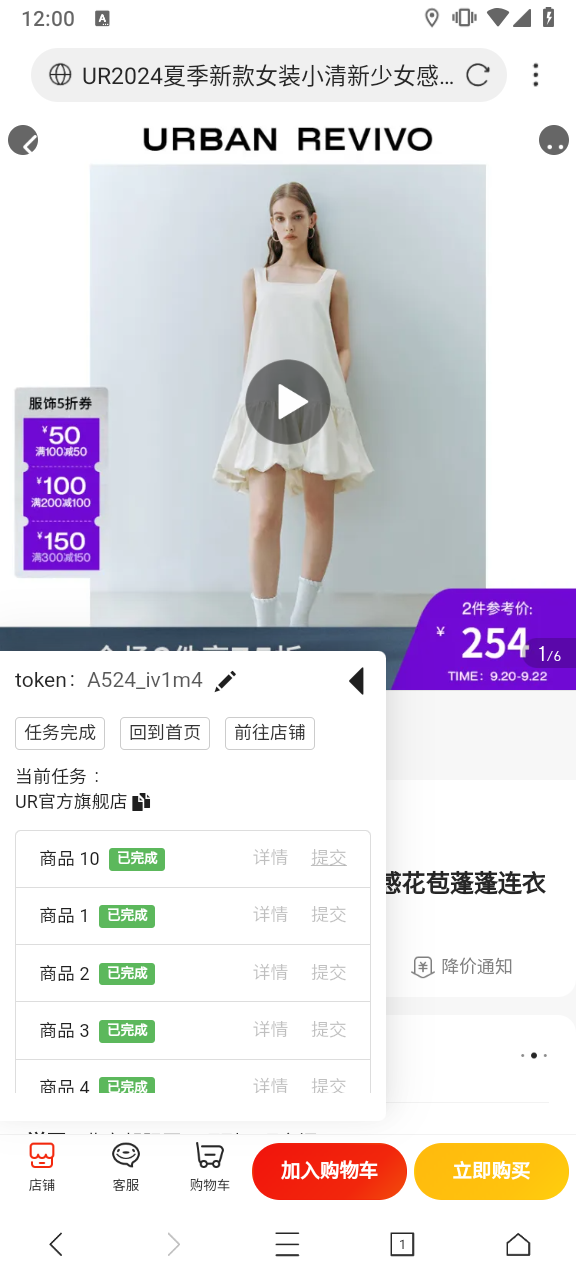 12:00
A
UR2024夏季新款女装小清新少女感...
URBAN REVIVO
服饰5折券
¥50
满100减50
¥100
满200减100
¥150
满300减150
2件参考价:
¥ 254
1/6
TIME: 9.20-9.22
token: A524_iv1m4
任务完成 回到首页 前往店铺
当前任务：
UR官方旗舰店
商品 10 已完成 详情 提交
感花苞蓬蓬连衣
商品 1 已完成 详情 提交
商品 2 已完成 详情 提交
降价通知
商品 3 已完成 详情 提交
商品 4 已完成 详情 提交
店铺 客服 购物车 加入购物车 立即购买
1